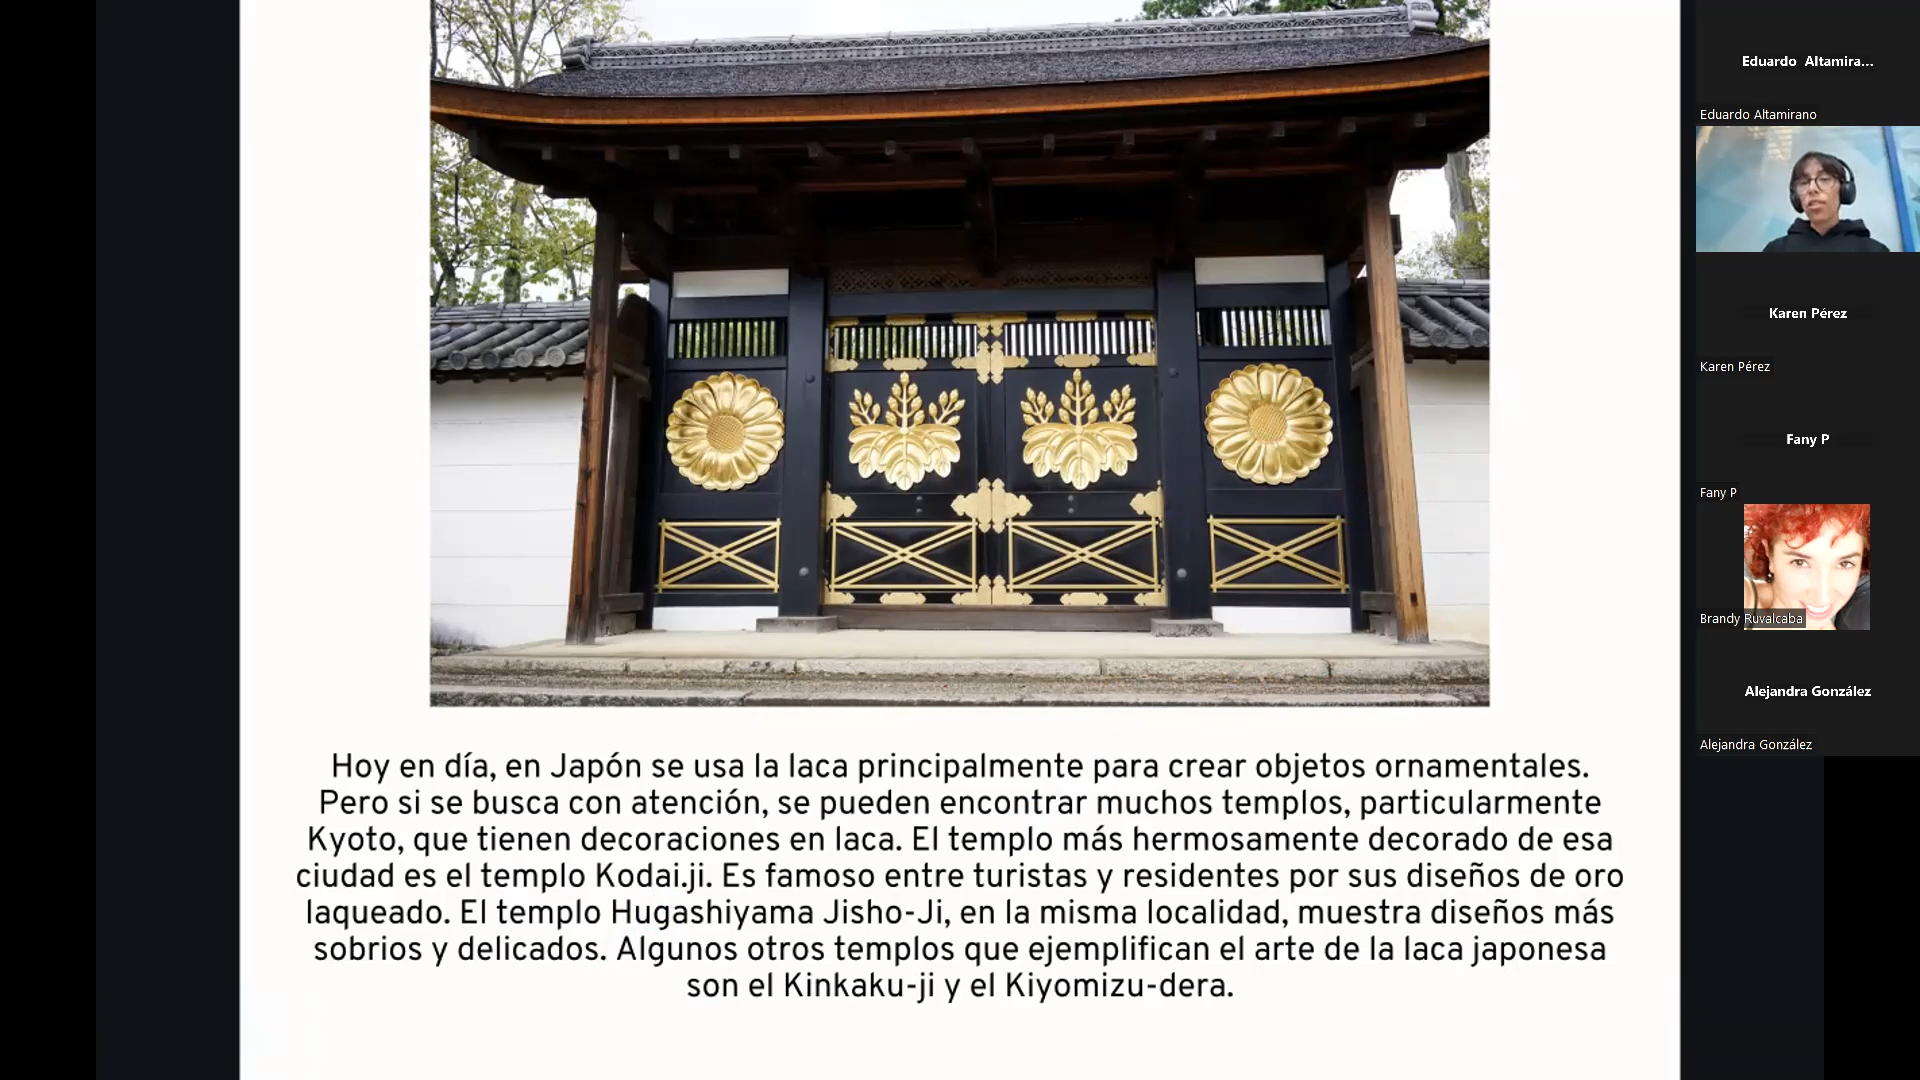 Hoy en día, en Japón se usa la laca principalmente para crear objetos ornamentales.
Pero si se busca con atención, se pueden encontrar muchos templos, particularmente
Kyoto, que tienen decoraciones en laca. El templo más hermosamente decorado de esa
ciudad es el templo Kodai.ji. Es famoso entre turistas y residentes por sus diseños de oro
laqueado. El templo Hugashiyama Jisho-Ji, en la misma localidad, muestra diseños más
sobrios y delicados. Algunos otros templos que ejemplifican el arte de la laca japonesa
son el Kinkaku-ji y el Kiyomizu-dera.
Eduardo Altamira...
Eduardo Altamirano
Karen Pérez
Karen Pérez
Fany P
Fany P
Brandy Ruvalcaba
Alejandra González
Alejandra González